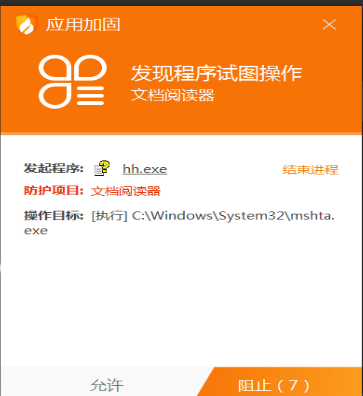 应用加固
发现程序试图操作
文档阅读器
发起程序: hh.exe 结束进程
防护项目: 文档阅读器
操作目标: [执行] C:\Windows\System32\mshta.
exe
允许 阻止（7）